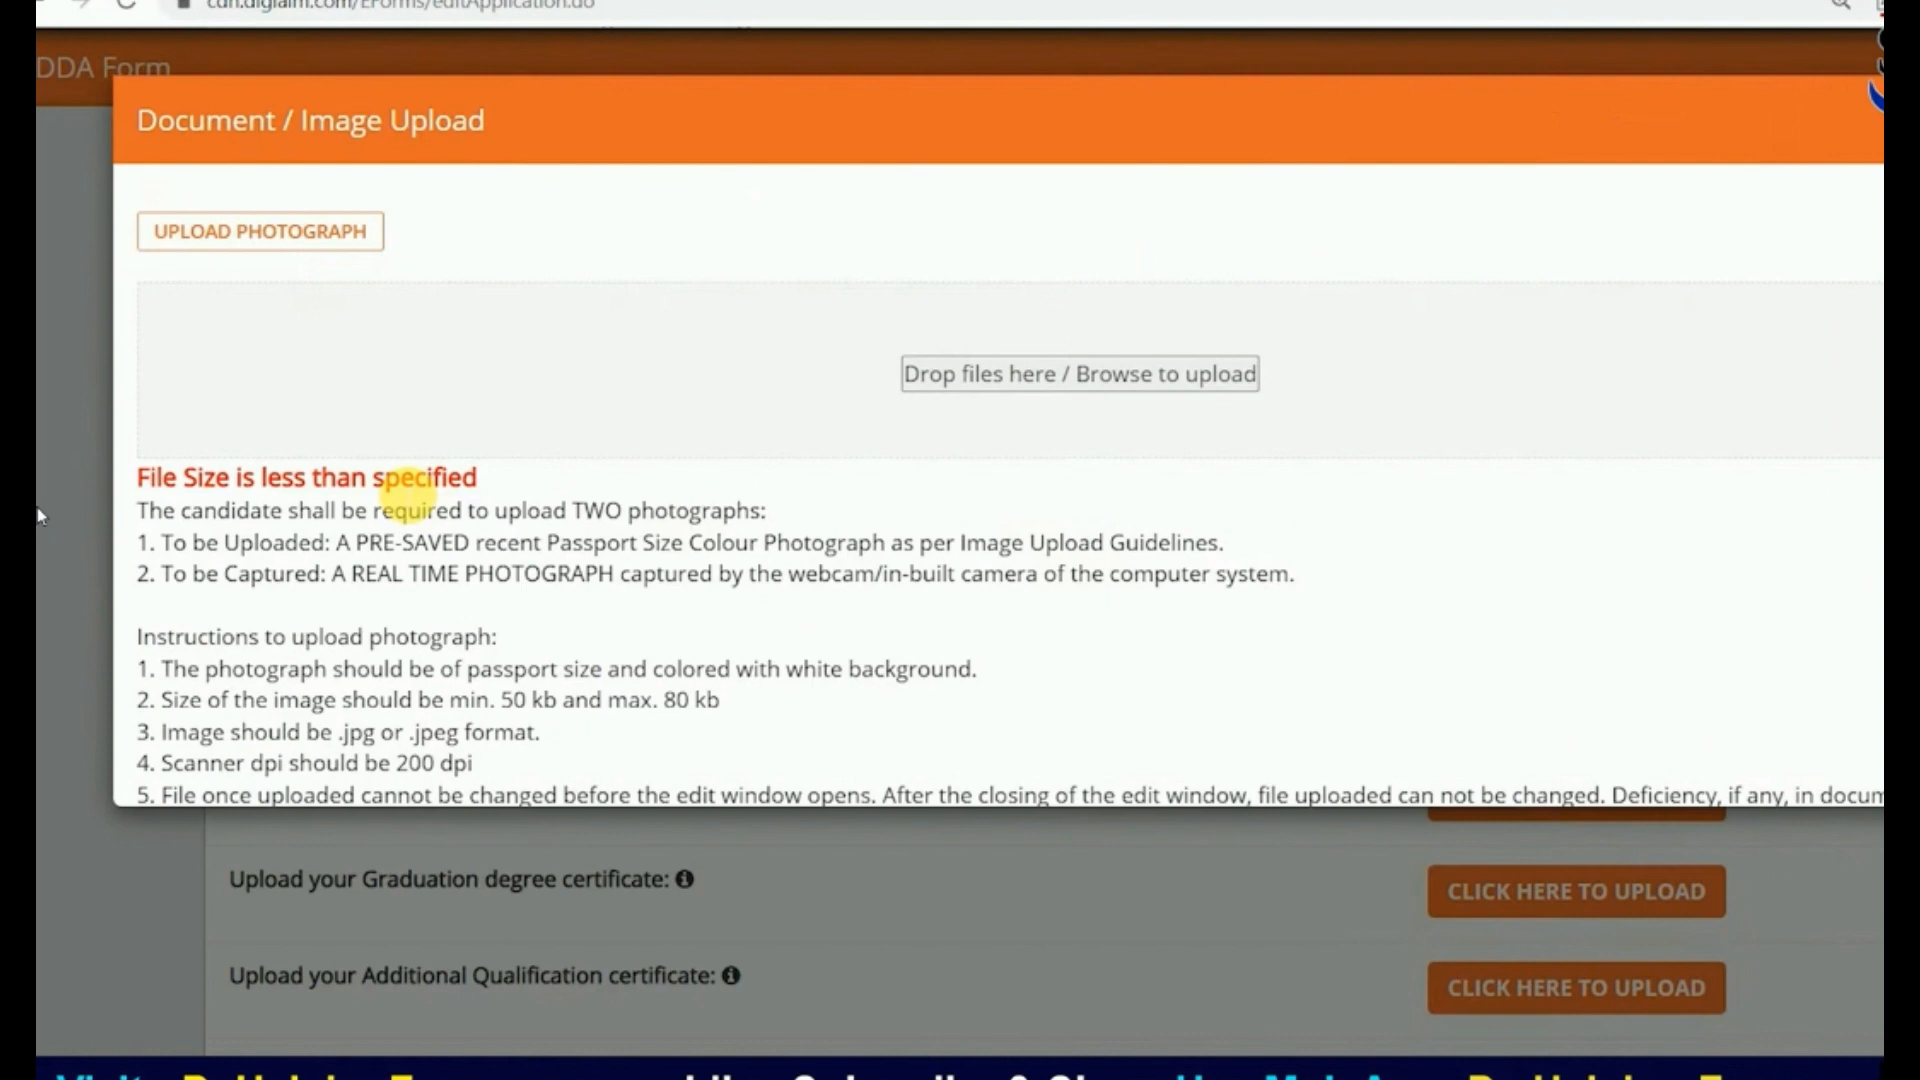 cdn.digialm.com/EForms/editApplication.do
DDA Form
Document / Image Upload
UPLOAD PHOTOGRAPH
Drop files here / Browse to upload
File Size is less than specified
The candidate shall be required to upload TWO photographs:
1. To be Uploaded: A PRE-SAVED recent Passport Size Colour Photograph as per Image Upload Guidelines.
2. To be Captured: A REAL TIME PHOTOGRAPH captured by the webcam/in-built camera of the computer system.
Instructions to upload photograph:
1. The photograph should be of passport size and colored with white background.
2. Size of the image should be min. 50 kb and max. 80 kb
3. Image should be .jpg or .jpeg format.
4. Scanner dpi should be 200 dpi
5. File once uploaded cannot be changed before the edit window opens. After the closing of the edit window, file uploaded can not be changed. Deficiency, if any, in docum
Upload your Graduation degree certificate:
CLICK HERE TO UPLOAD
Upload your Additional Qualification certificate:
CLICK HERE TO UPLOAD